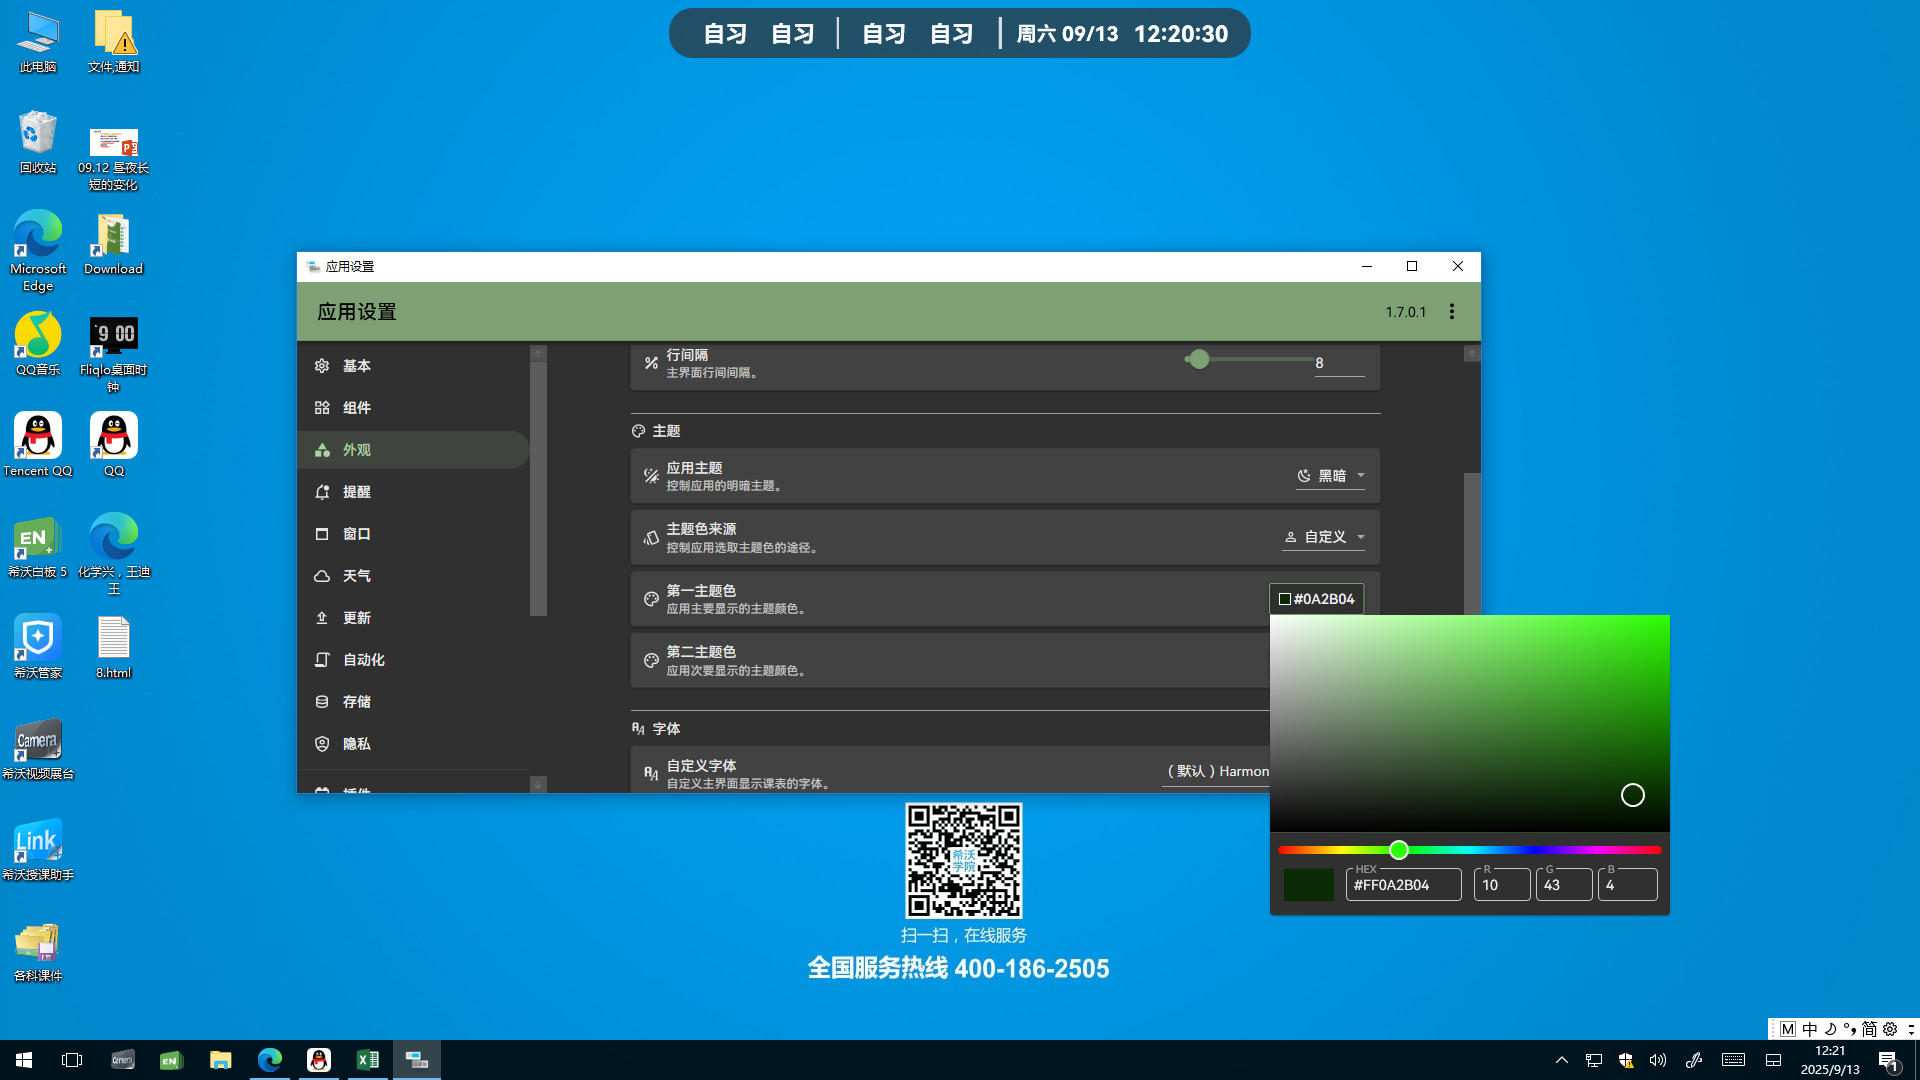 自习 自习 | 自习 自习 | 周六 09/13 12:20:30
此电脑
文件,通知
回收站
09.12 昼夜长短的变化
Microsoft Edge
Download
QQ音乐
9 00
Fliqlo桌面时钟
Tencent QQ
QQ
EN
希沃白板 5
化学兴，王迪王
希沃管家
8.html
Camera
希沃视频展台
Link
希沃授课助手
各科课件
应用设置
应用设置
1.7.0.1
基本
组件
外观
提醒
窗口
天气
更新
自动化
存储
隐私
插件
行间隔
主界面行间间隔。
8
主题
应用主题
控制应用的明暗主题。
黑暗
主题色来源
控制应用选取主题色的途径。
自定义
第一主题色
应用主要显示的主题颜色。
#0A2B04
第二主题色
应用次要显示的主题颜色。
字体
自定义字体
自定义主界面显示课表的字体。
（默认）Harmon
HEX
#FF0A2B04
R
10
G
43
B
4
希沃
学院
扫一扫，在线服务
全国服务热线 400-186-2505
M 中 简
Camera
EN
12:21
2025/9/13
1